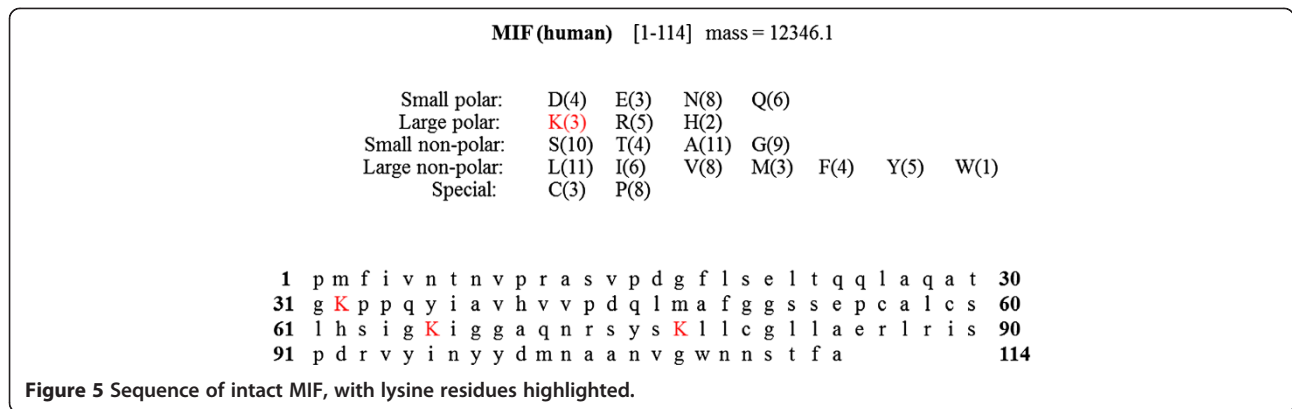 MIF (human) [1-114] mass = 12346.1
Small polar: D(4) E(3) N(8) Q(6)
Large polar: K(3) R(5) H(2)
Small non-polar: S(10) T(4) A(11) G(9)
Large non-polar: L(11) I(6) V(8) M(3) F(4) Y(5) W(1)
Special: C(3) P(8)
1 p m f i v n t n v p r a s v p d g f l s e l t q q l a q a t 30
31 g K p p q y i a v h v v p d q l m a f g g s s e p c a l c s 60
61 l h s i g K i g g a q n r s y s K l l c g l l a e r l r i s 90
91 p d r v y i n y y d m n a a n v g w n n s t f a 114
Figure 5 Sequence of intact MIF, with lysine residues highlighted.